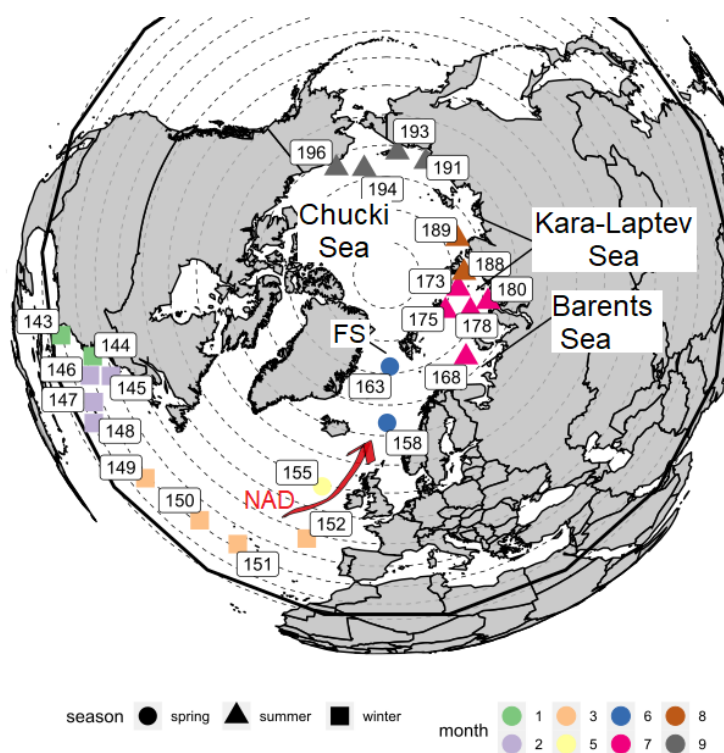 193
196
191
194
Chucki
Sea
189
Kara-Laptev
Sea
188
173
180
175
178
Barents
Sea
143
144
FS
146
145
163
168
147
148
158
149
155
NAD
150
152
151
season spring summer winter
month 1 3 6 8
2 5 7 9